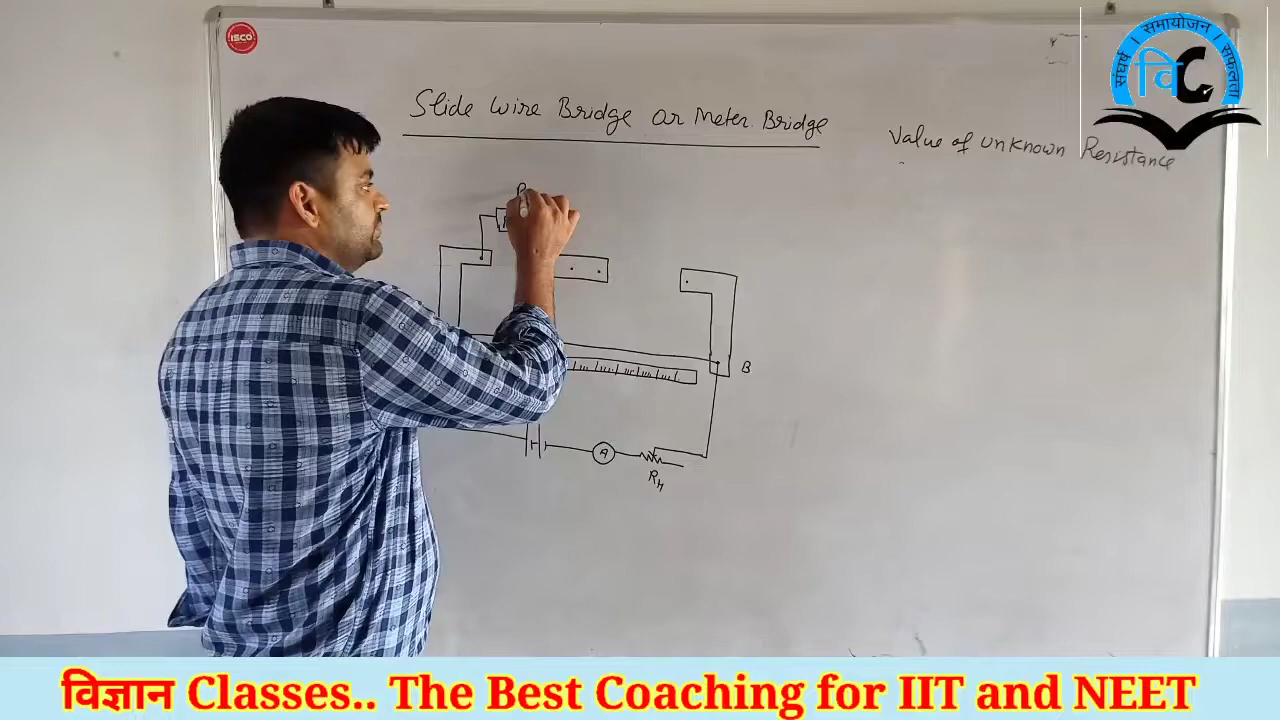 ISCO
संघर्ष । समायोजन । सफलता
वि
Slide wire Bridge or Meter Bridge
Value of unknown Resistance
R
B
A
Rh
विज्ञान Classes.. The Best Coaching for IIT and NEET